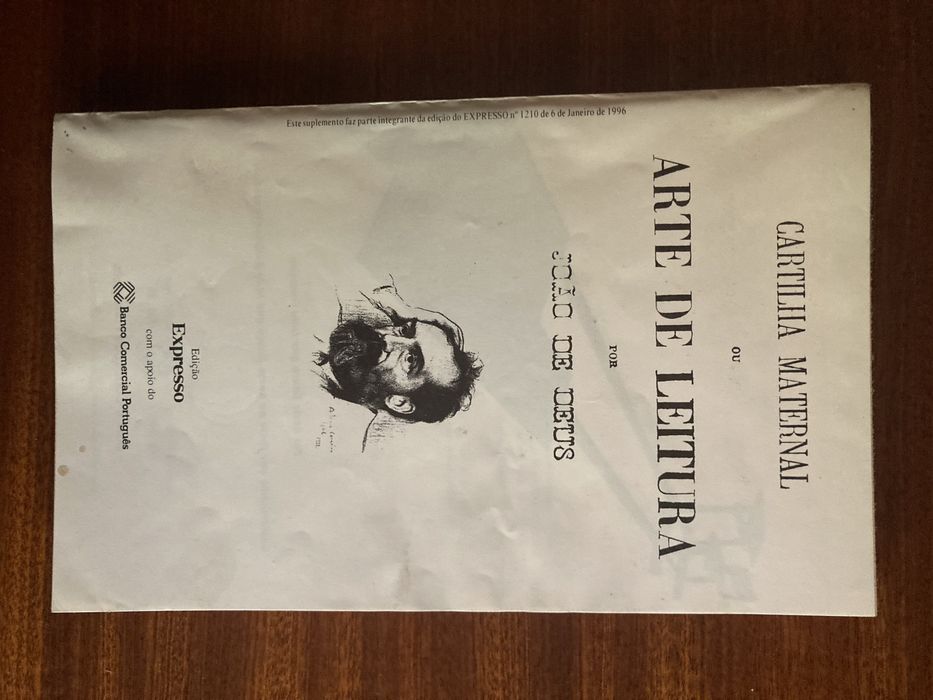 CARTILHA MATERNAL
OU
ARTE DE LEITURA
POR
JOÃO DE DEUS
Edição
Expresso
com o apoio do
Banco Comercial Português
Este suplemento faz parte integrante da edição do EXPRESSO nº 1210 de 6 de Janeiro de 1996